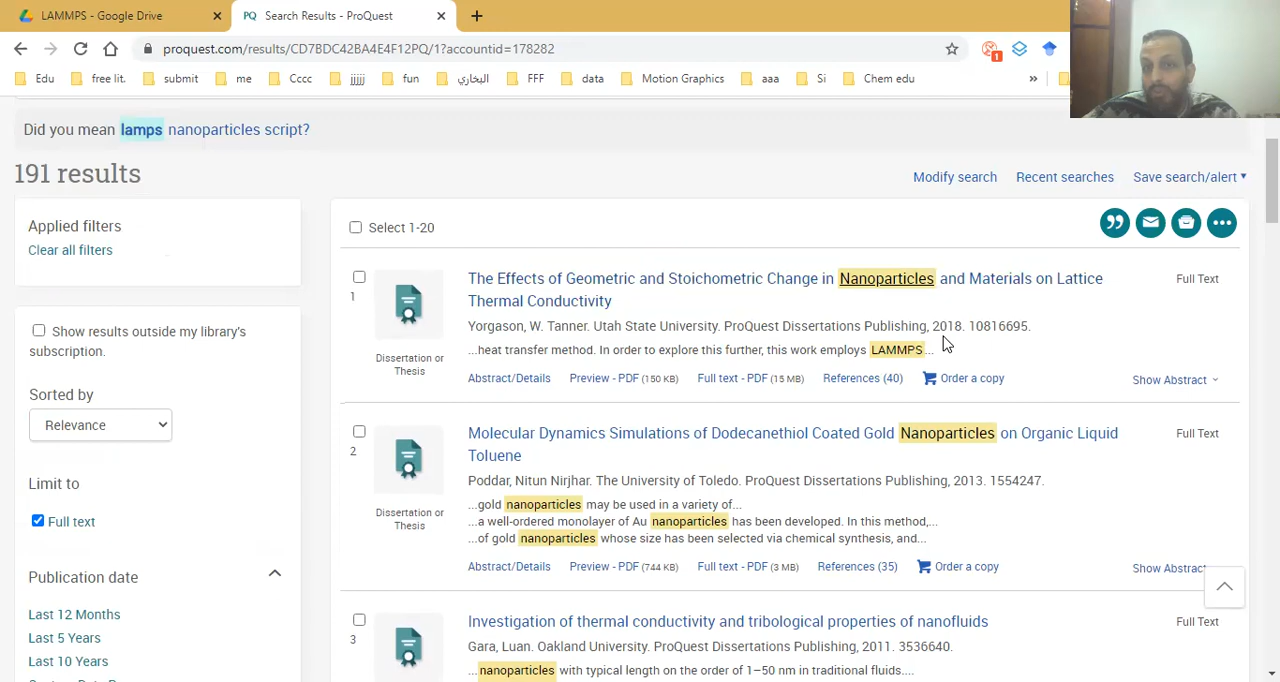 LAMMPS - Google Drive
PQ Search Results - ProQuest
proquest.com/results/CD7BDC42BA4E4F12PQ/1?accountid=178282
1
Edu free lit. submit me Cccc jjjjj fun البخاري FFF data Motion Graphics aaa Si Chem edu »
Did you mean lamps nanoparticles script?
191 results
Modify search Recent searches Save search/alert
Applied filters
Clear all filters
Select 1-20
1
The Effects of Geometric and Stoichometric Change in Nanoparticles and Materials on Lattice
Thermal Conductivity
Full Text
Yorgason, W. Tanner. Utah State University. ProQuest Dissertations Publishing, 2018. 10816695.
...heat transfer method. In order to explore this further, this work employs LAMMPS...
Dissertation or
Thesis
Abstract/Details Preview - PDF (150 KB) Full text - PDF (15 MB) References (40) Order a copy
Show Abstract
Show results outside my library's
subscription.
Sorted by
Relevance
Limit to
Full text
Publication date
Last 12 Months
Last 5 Years
Last 10 Years
2
Molecular Dynamics Simulations of Dodecanethiol Coated Gold Nanoparticles on Organic Liquid
Toluene
Full Text
Poddar, Nitun Nirjhar. The University of Toledo. ProQuest Dissertations Publishing, 2013. 1554247.
...gold nanoparticles may be used in a variety of...
...a well-ordered monolayer of Au nanoparticles has been developed. In this method,...
...of gold nanoparticles whose size has been selected via chemical synthesis, and...
Dissertation or
Thesis
Abstract/Details Preview - PDF (744 KB) Full text - PDF (3 MB) References (35) Order a copy
Show Abstract
3
Investigation of thermal conductivity and tribological properties of nanofluids
Full Text
Gara, Luan. Oakland University. ProQuest Dissertations Publishing, 2011. 3536640.
...nanoparticles with typical length on the order of 1–50 nm in traditional fluids....